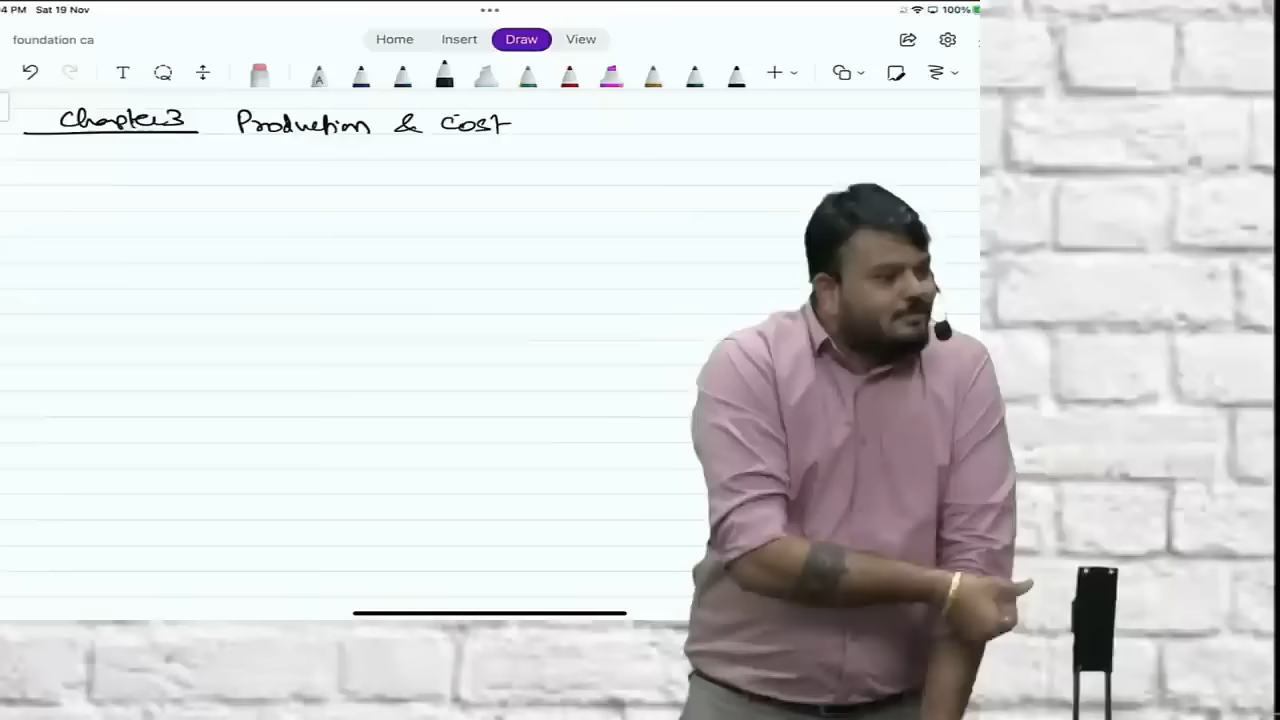 4 PM Sat 19 Nov
100%
foundation ca
Home Insert Draw View
T
A
Chapter3 Production & Cost